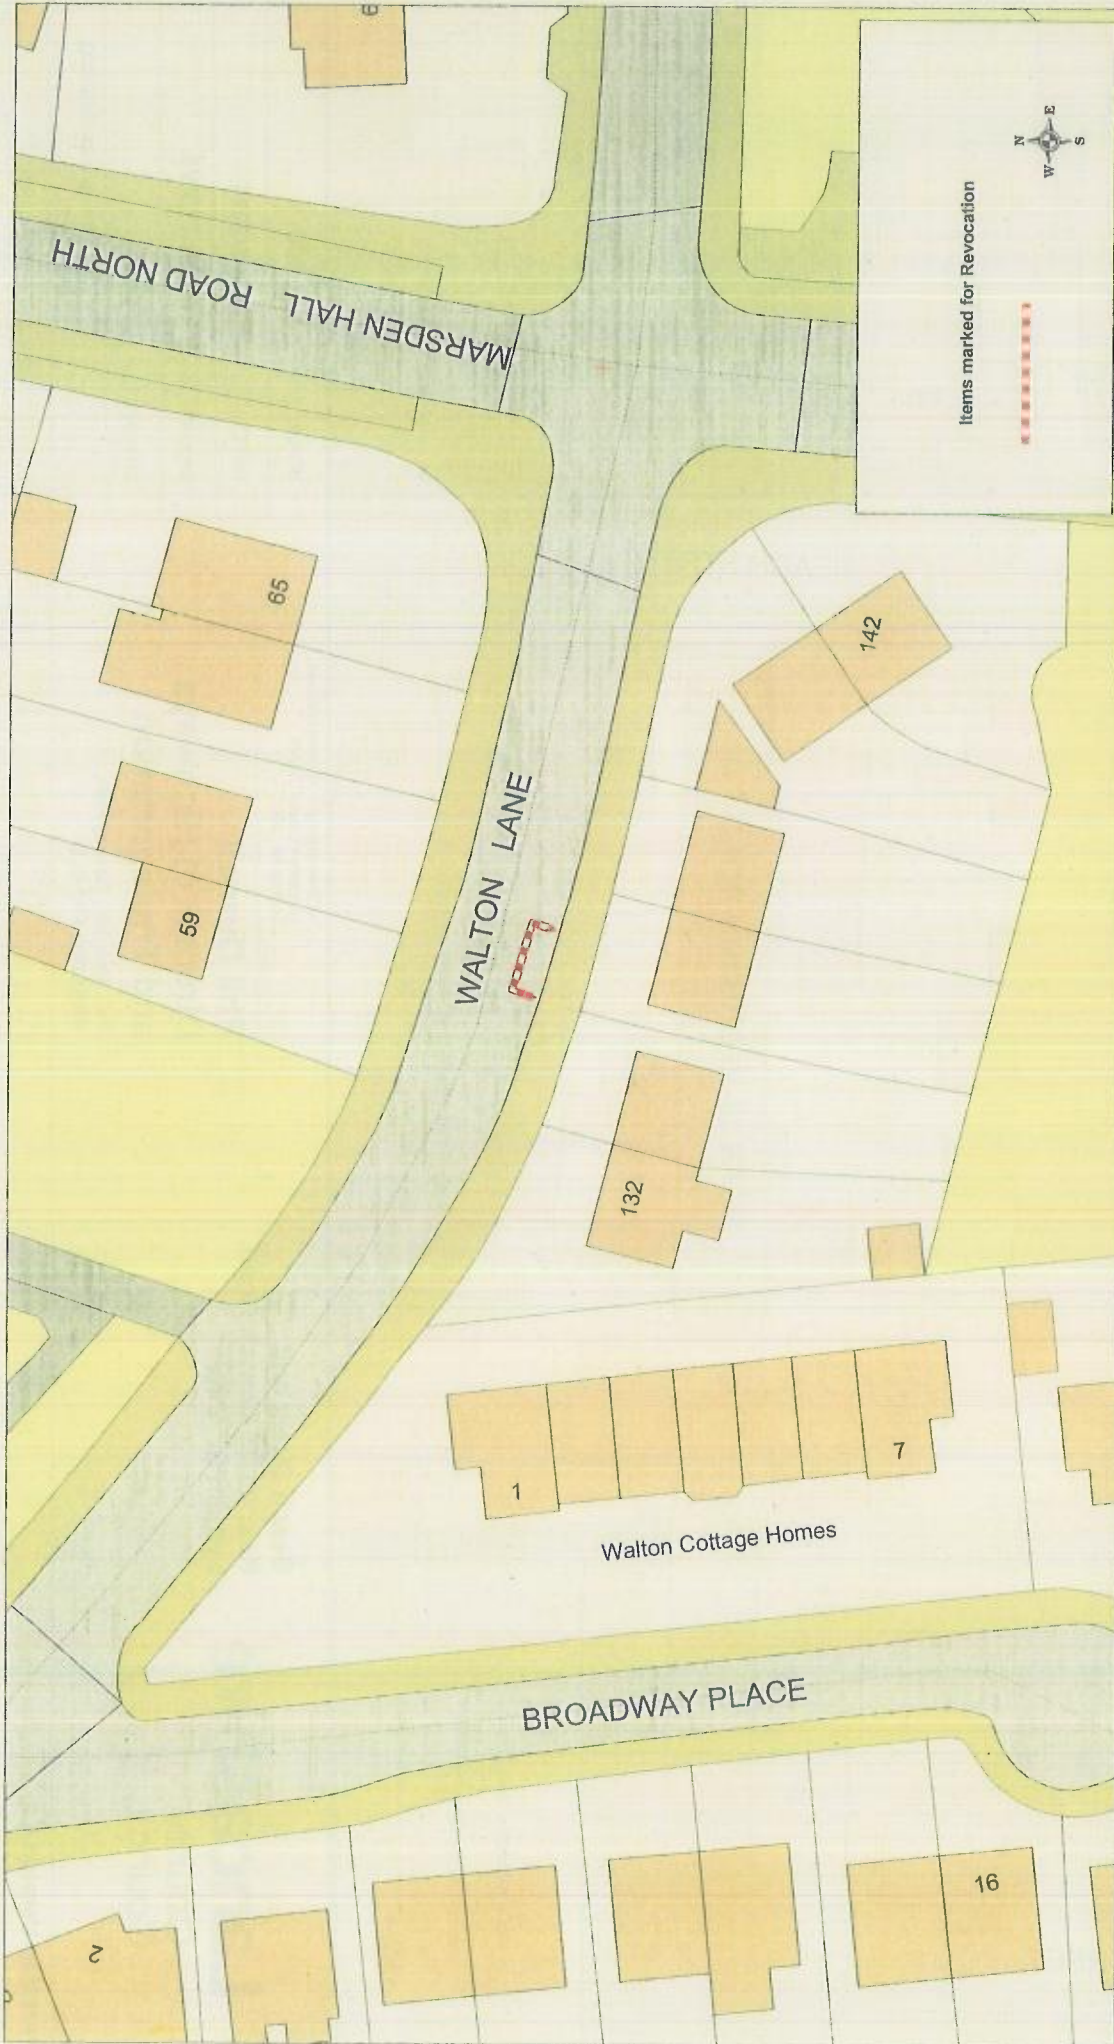 6
MARSDEN HALL ROAD NORTH
65
59
WALTON LANE
142
132
1
7
Walton Cottage Homes
BROADWAY PLACE
2
16
Items marked for Revocation
N
W E
S